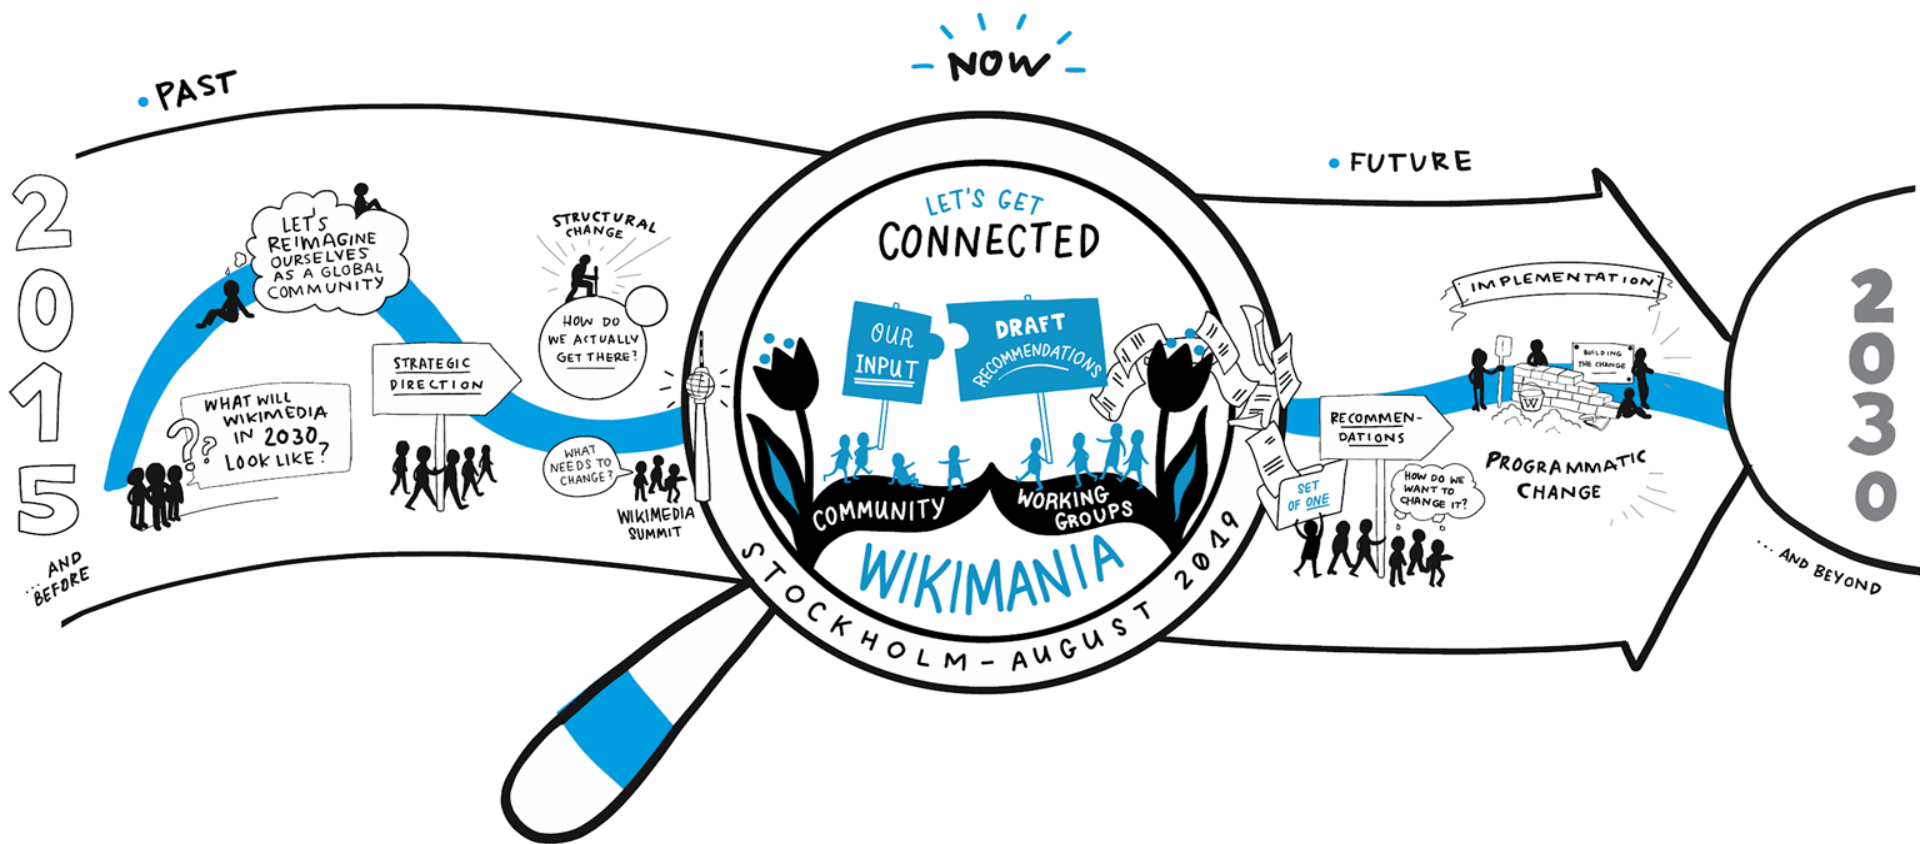 PAST
2
0
1
5
... AND
BEFORE
WHAT WILL
WIKIMEDIA
IN 2030
LOOK LIKE?
??
LET'S
REIMAGINE
OURSELVES
AS A GLOBAL
COMMUNITY
STRATEGIC
DIRECTION
STRUCTURAL
CHANGE
HOW DO
WE ACTUALLY
GET THERE?
WHAT
NEEDS TO
CHANGE?
WIKIMEDIA
SUMMIT
NOW
LET'S GET
CONNECTED
OUR
INPUT
DRAFT
RECOMMENDATIONS
COMMUNITY
WORKING
GROUPS
WIKIMANIA
STOCKHOLM - AUGUST 2019
FUTURE
SET
OF ONE
RECOMMEN-
DATIONS
HOW DO WE
WANT TO
CHANGE IT?
IMPLEMENTATION
BUILDING
THE CHANGE
W
PROGRAMMATIC
CHANGE
2
0
3
0
... AND BEYOND